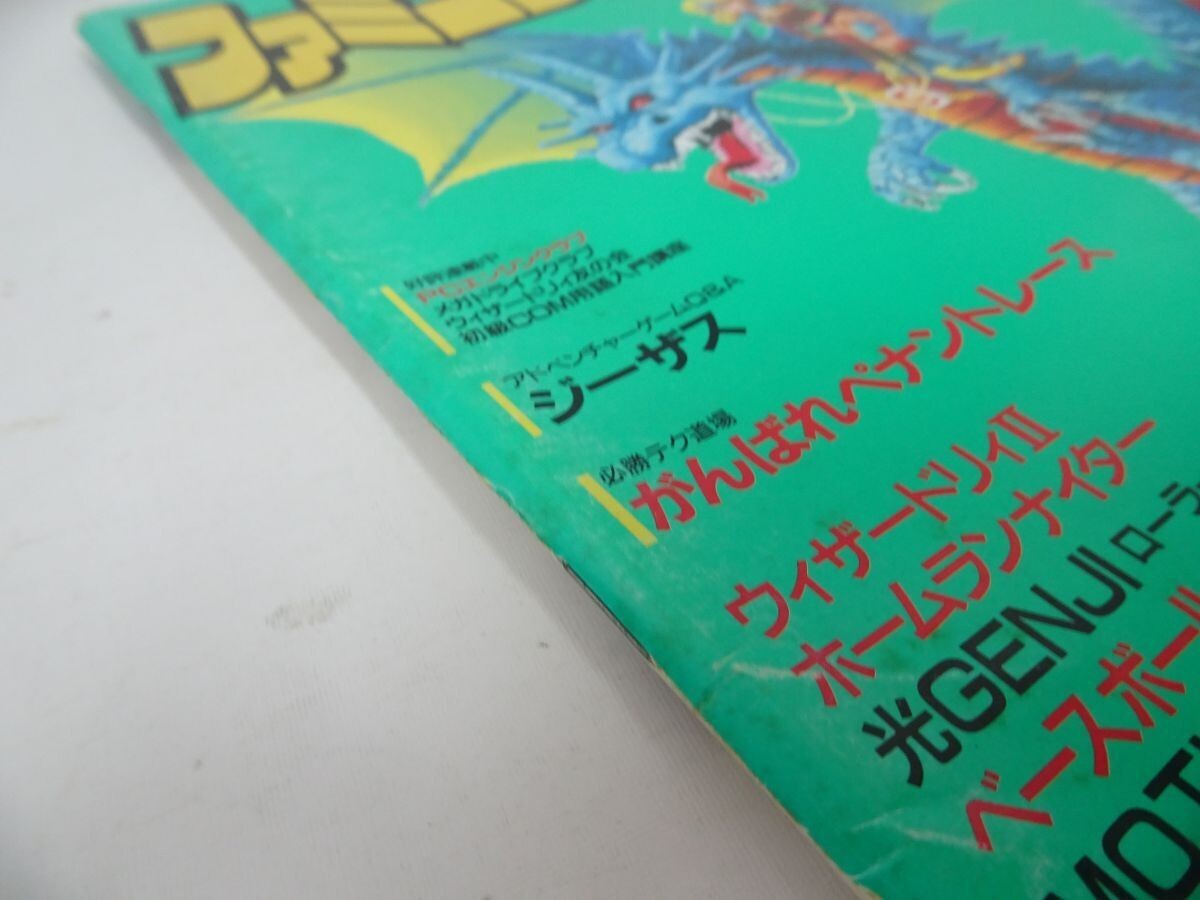 ファミコ
好評連載中
PCエンジンクラブ
メガドライブクラブ
ウィザードリィ友の会
初級COM用語入門講座
アドベンチャーゲームQ&A
ジーザス
必勝テク道場
がんばれペナントレース
ウィザードリィII
ホームランナイター
光GENJIローラ
ベースボール
MOT